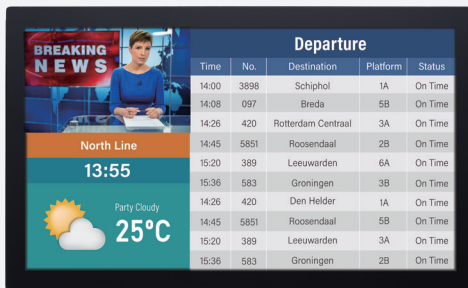 BREAKING
NEWS
North Line
13:55
Party Cloudy
25°C
Departure
Time No. Destination Platform Status
14:00 3898 Schiphol 1A On Time
14:08 097 Breda 5B On Time
14:26 420 Rotterdam Centraal 3A On Time
14:45 5851 Roosendaal 2B On Time
15:20 389 Leeuwarden 6A On Time
15:36 583 Groningen 3B On Time
14:26 420 Den Helder 1A On Time
14:45 5851 Roosendaal 5B On Time
15:20 389 Leeuwarden 3A On Time
15:36 583 Groningen 2B On Time